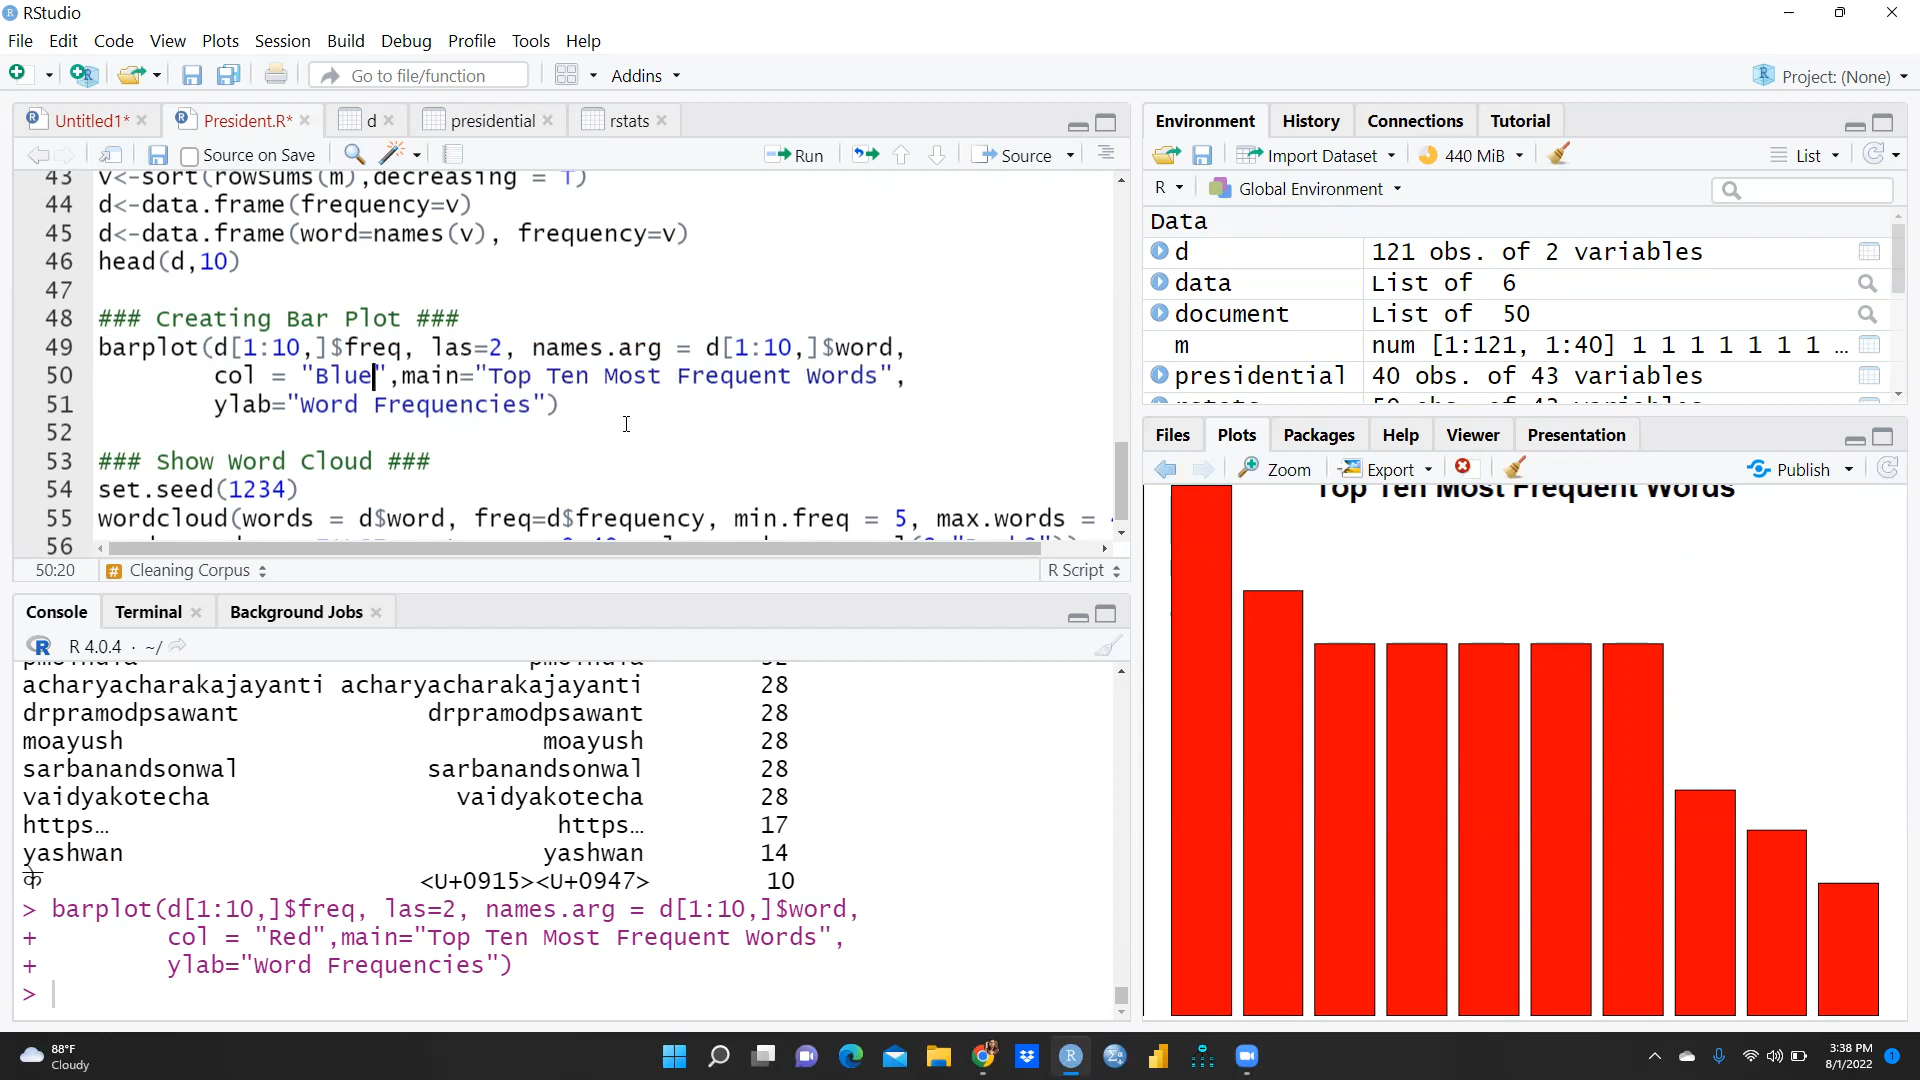 RStudio
File Edit Code View Plots Session Build Debug Profile Tools Help
Go to file/function Addins Project: (None)
Untitled1* President.R* d presidential rstats
Source on Save Run Source
43 v<-sort(rowSums(m),decreasing = T)
44 d<-data.frame(frequency=v)
45 d<-data.frame(word=names(v), frequency=v)
46 head(d,10)
47
48 ### Creating Bar Plot ###
49 barplot(d[1:10,]$freq, las=2, names.arg = d[1:10,]$word,
50 col = "Blue",main="Top Ten Most Frequent Words",
51 ylab="Word Frequencies")
52
53 ### Show Word Cloud ###
54 set.seed(1234)
55 wordcloud(words = d$word, freq=d$frequency, min.freq = 5, max.words =
56
50:20 # Cleaning Corpus R Script
Console Terminal Background Jobs
R 4.0.4 · ~/
acharyacharakajayanti acharyacharakajayanti 28
drpramodpsawant drpramodpsawant 28
moayush moayush 28
sarbanandsonwal sarbanandsonwal 28
vaidyakotecha vaidyakotecha 28
https… https… 17
yashwan yashwan 14
के <U+0915><U+0947> 10
> barplot(d[1:10,]$freq, las=2, names.arg = d[1:10,]$word,
+ col = "Red",main="Top Ten Most Frequent Words",
+ ylab="Word Frequencies")
>
Environment History Connections Tutorial
Import Dataset 440 MiB List
R Global Environment
Data
d 121 obs. of 2 variables
data List of 6
document List of 50
m num [1:121, 1:40] 1 1 1 1 1 1 1 ...
presidential 40 obs. of 43 variables
Files Plots Packages Help Viewer Presentation
Zoom Export Publish
Top Ten Most Frequent Words
88°F
Cloudy
3:38 PM
8/1/2022
1